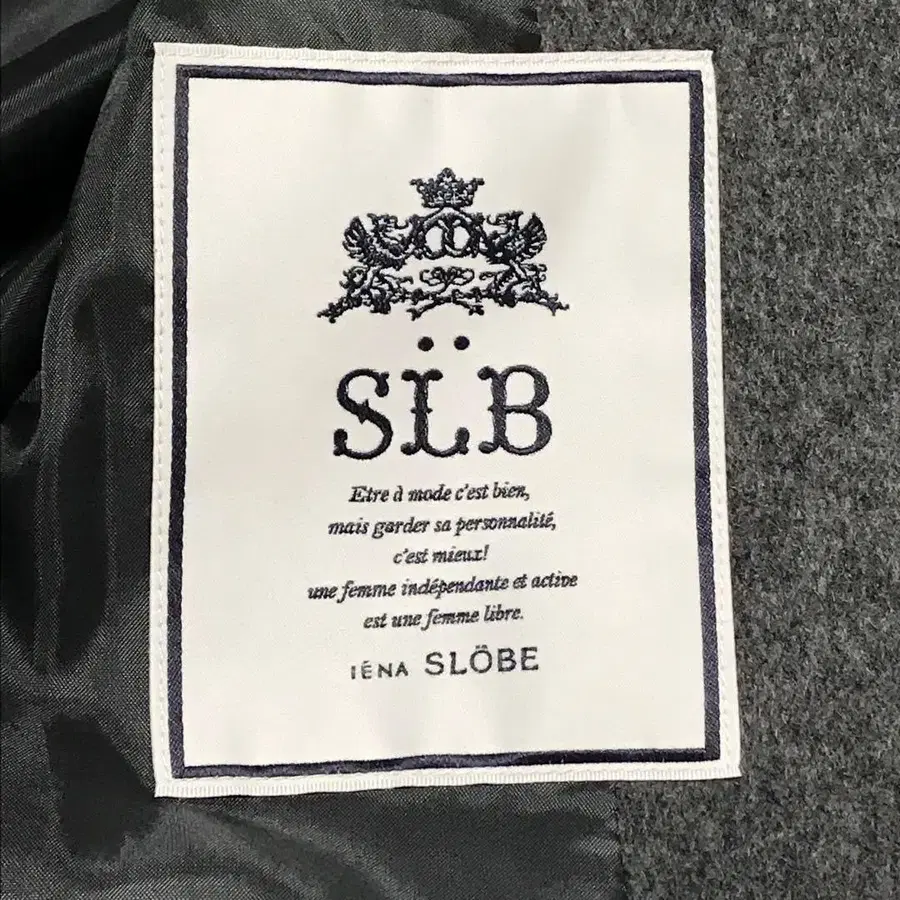 SL̈B
Etre à mode c'est bien,
mais garder sa personnalité,
c'est mieux!
une femme indépendante et active
est une femme libre.
IÉNA SLÖBE